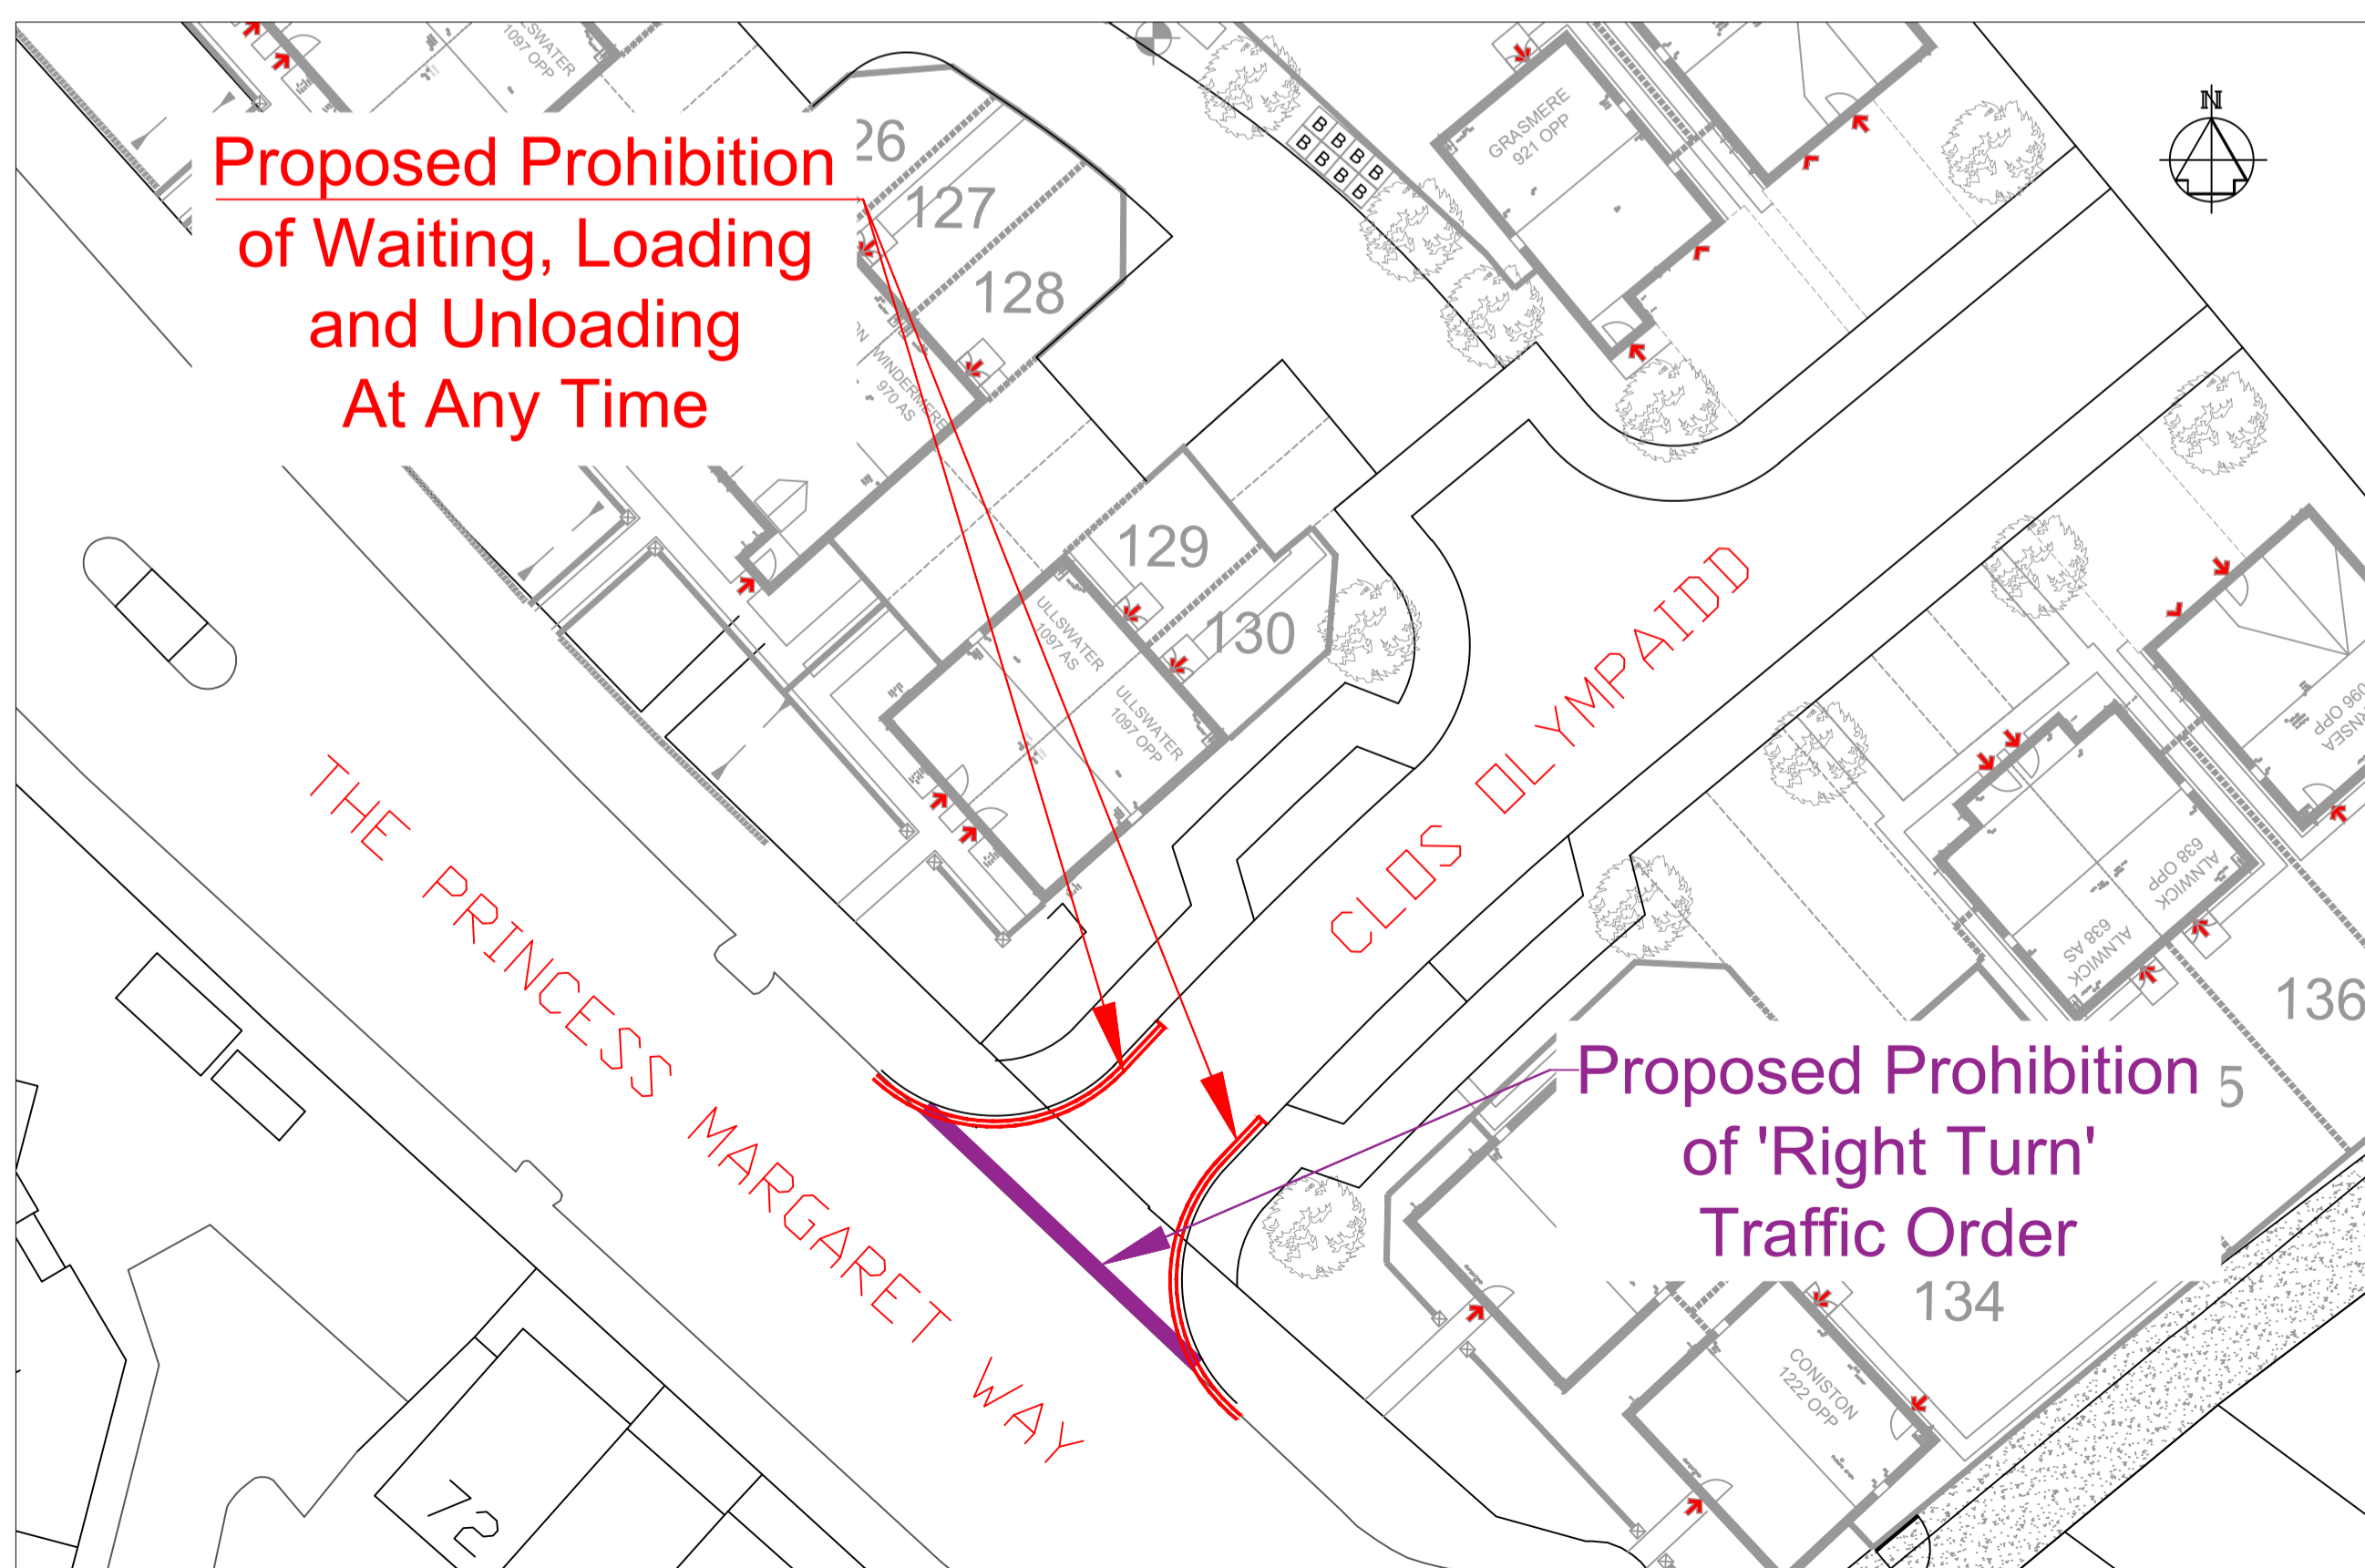 1097 OPP
Proposed Prohibition
of Waiting, Loading
and Unloading
At Any Time
26
127
128
WINDERMERE
970 AS
B B B B
B B B B
GRASMERE
921 OPP
N
129
130
ULLSWATER
1097 AS
ULLSWATER
1097 OPP
CLOS OLYMPAIDD
THE PRINCESS MARGARET WAY
ALNWICK
638 OPP
ALNWICK
638 AS
136
Proposed Prohibition
of 'Right Turn'
Traffic Order
5
134
CONISTON
1222 OPP
72